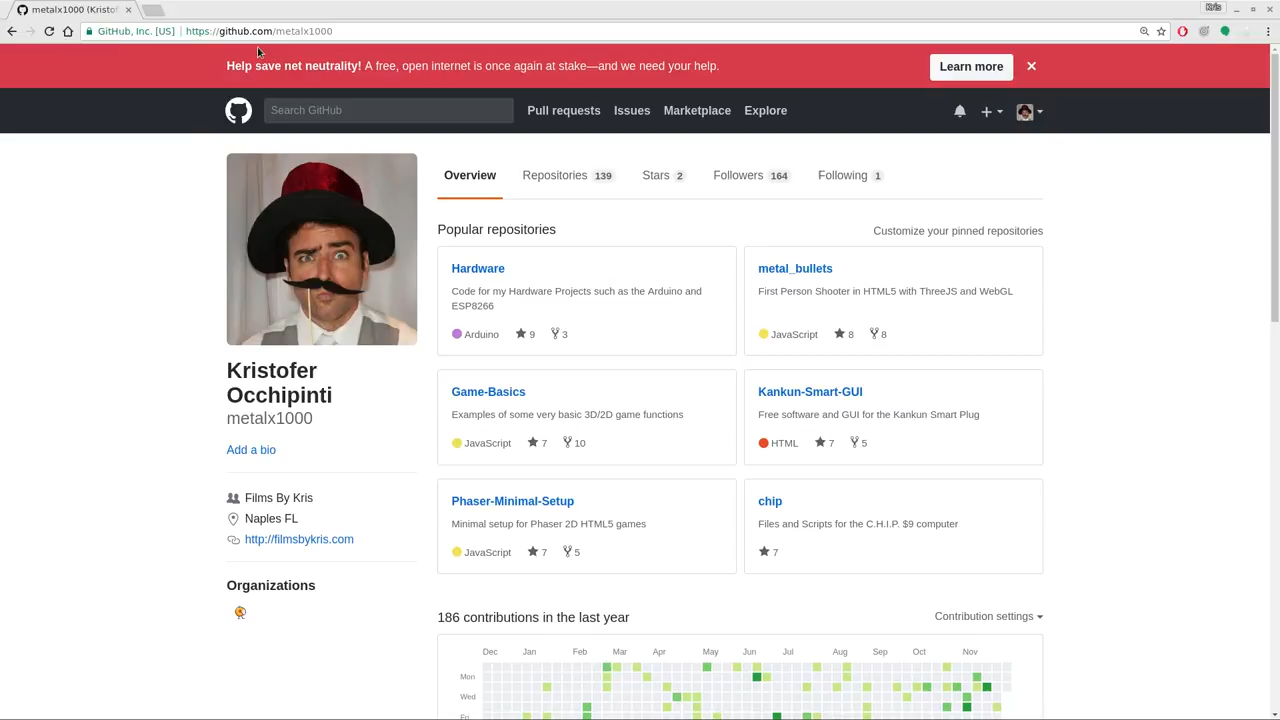 metalx1000 (Kristof
Kris
GitHub, Inc. [US]
https://github.com/metalx1000
Help save net neutrality! A free, open internet is once again at stake—and we need your help.
Learn more
Search GitHub
Pull requests
Issues
Marketplace
Explore
Overview
Repositories 139
Stars 2
Followers 164
Following 1
Kristofer
Occhipinti
metalx1000
Add a bio
Films By Kris
Naples FL
http://filmsbykris.com
Organizations
Popular repositories
Customize your pinned repositories
Hardware
Code for my Hardware Projects such as the Arduino and
ESP8266
Arduino 9 3
metal_bullets
First Person Shooter in HTML5 with ThreeJS and WebGL
JavaScript 8 8
Game-Basics
Examples of some very basic 3D/2D game functions
JavaScript 7 10
Kankun-Smart-GUI
Free software and GUI for the Kankun Smart Plug
HTML 7 5
Phaser-Minimal-Setup
Minimal setup for Phaser 2D HTML5 games
JavaScript 7 5
chip
Files and Scripts for the C.H.I.P. $9 computer
7
186 contributions in the last year
Contribution settings
Dec Jan Feb Mar Apr May Jun Jul Aug Sep Oct Nov
Mon
Wed
Fri